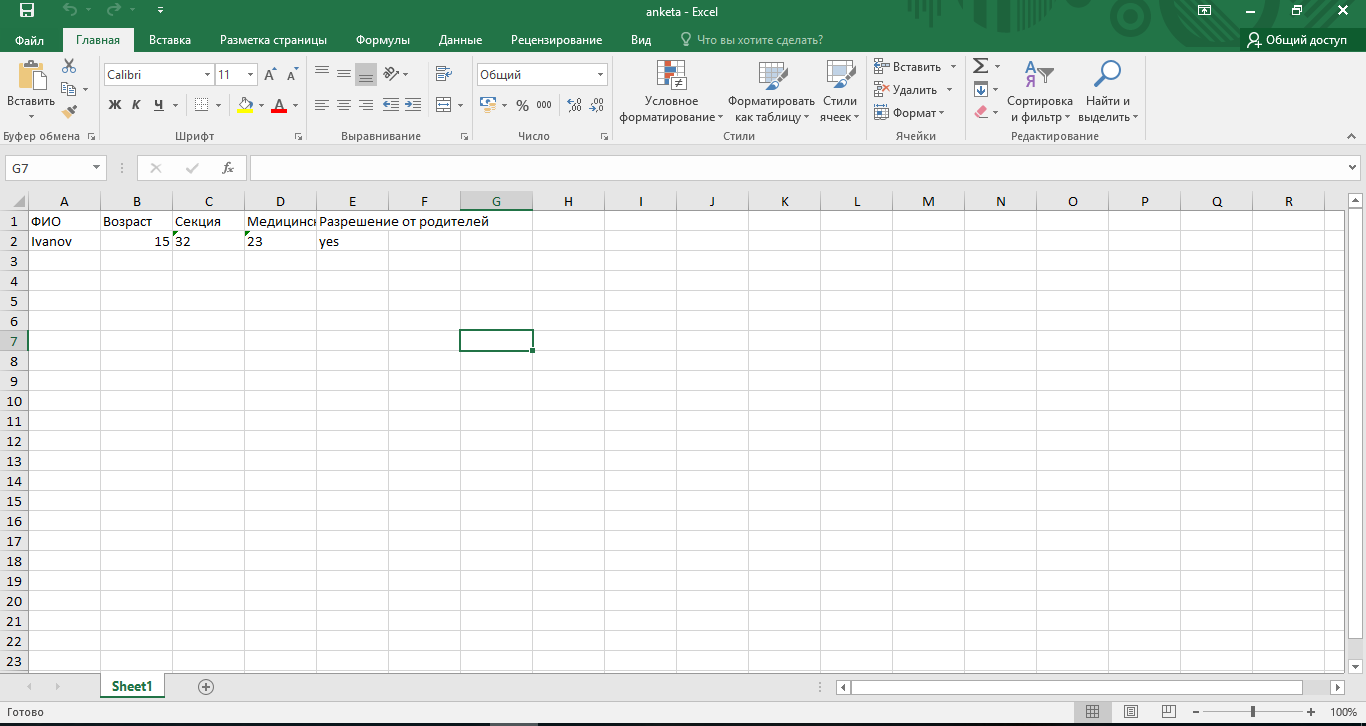 anketa - Excel
Файл Главная Вставка Разметка страницы Формулы Данные Рецензирование Вид Что вы хотите сделать? Общий доступ
Вставить
Буфер обмена
Calibri 11
Ж К Ч А
Шрифт
Выравнивание
Общий
% 000
Число
Условное форматирование
Форматировать как таблицу
Стили ячеек
Стили
Вставить
Удалить
Формат
Ячейки
Сортировка и фильтр
Найти и выделить
Редактирование
G7 fx
A B C D E F G H I J K L M N O P Q R
1 ФИО Возраст Секция Медицинск Разрешение от родителей
2 Ivanov 15 32 23 yes
3
4
5
6
7
8
9
10
11
12
13
14
15
16
17
18
19
20
21
22
23
Sheet1
Готово 100%